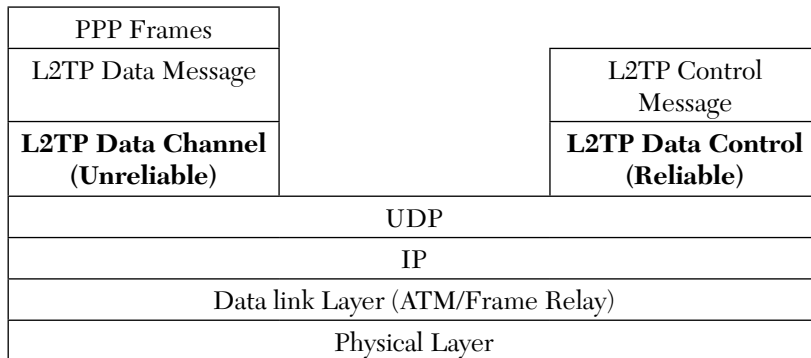 PPP Frames
L2TP Data Message
L2TP Control
Message
L2TP Data Channel
(Unreliable)
L2TP Data Control
(Reliable)
UDP
IP
Data link Layer (ATM/Frame Relay)
Physical Layer